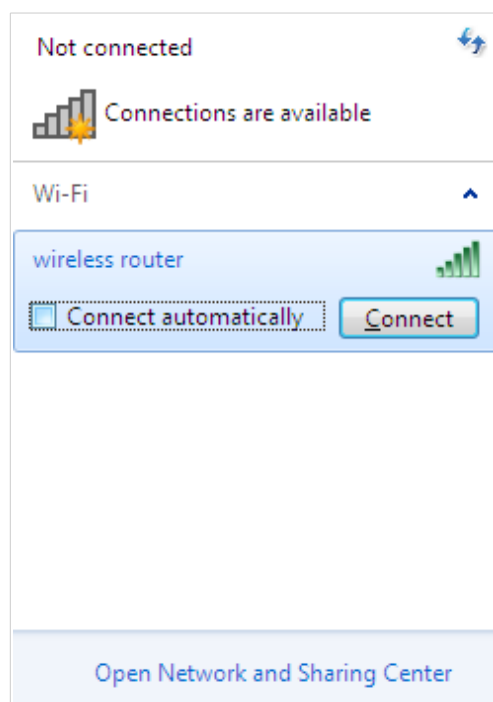 Not connected
Connections are available
Wi-Fi
wireless router
Connect automatically Connect
Open Network and Sharing Center